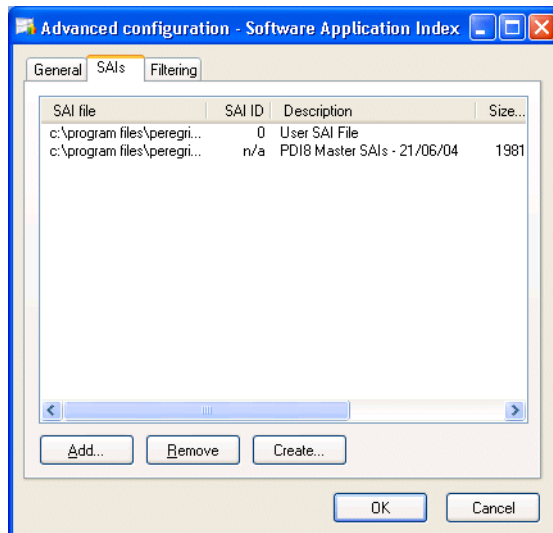 Advanced configuration - Software Application Index
General SAIs Filtering
SAI file SAI ID Description Size...
c:\program files\peregri... 0 User SAI File
c:\program files\peregri... n/a PDI8 Master SAIs - 21/06/04 1981
Add... Remove Create...
OK Cancel